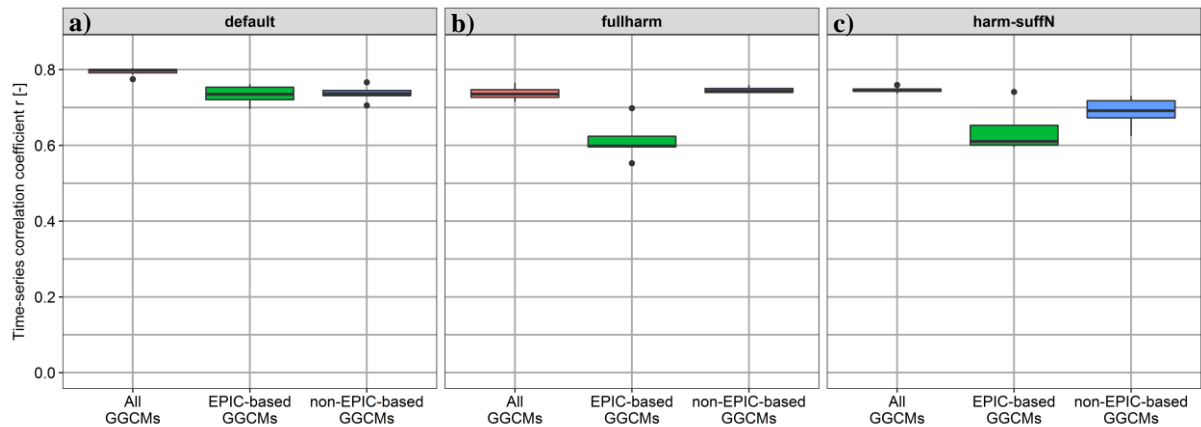 a) default
b) fullharm
c) harm-suffN
Time-series correlation coefficient r [-]
0.8
0.6
0.4
0.2
0.0
All
GGCMs
EPIC-based
GGCMs
non-EPIC-based
GGCMs
All
GGCMs
EPIC-based
GGCMs
non-EPIC-based
GGCMs
All
GGCMs
EPIC-based
GGCMs
non-EPIC-based
GGCMs